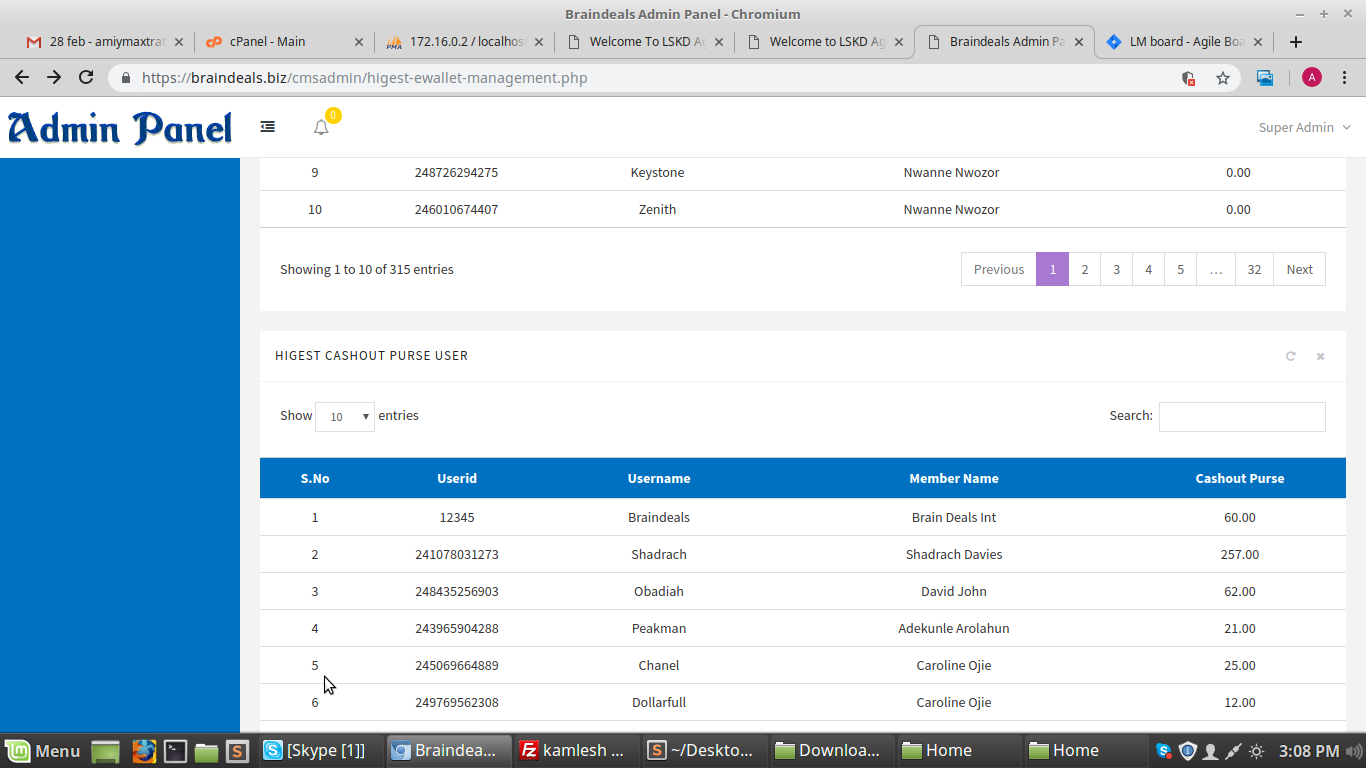 Braindeals Admin Panel - Chromium
28 feb - amiymaxtrat
cPanel - Main
172.16.0.2 / localhos
Welcome To LSKD Ag
Welcome to LSKD Ag
Braindeals Admin Pa
LM board - Agile Boa
https://braindeals.biz/cmsadmin/higest-ewallet-management.php
A
Admin Panel
0
Super Admin
9 248726294275 Keystone Nwanne Nwozor 0.00
10 246010674407 Zenith Nwanne Nwozor 0.00
Showing 1 to 10 of 315 entries
Previous 1 2 3 4 5 … 32 Next
HIGEST CASHOUT PURSE USER
Show 10 entries
Search:
S.No Userid Username Member Name Cashout Purse
1 12345 Braindeals Brain Deals Int 60.00
2 241078031273 Shadrach Shadrach Davies 257.00
3 248435256903 Obadiah David John 62.00
4 243965904288 Peakman Adekunle Arolahun 21.00
5 245069664889 Chanel Caroline Ojie 25.00
6 249769562308 Dollarfull Caroline Ojie 12.00
Menu
[Skype [1]]
Braindea...
kamlesh ...
~/Deskto...
Downloa...
Home
Home
3:08 PM